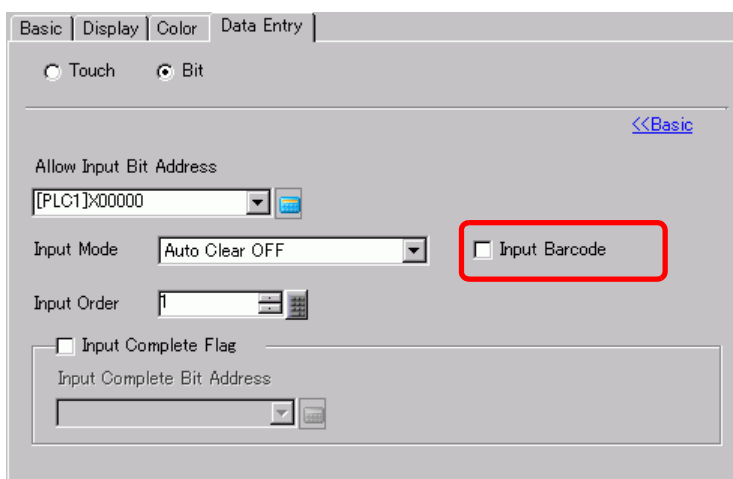 Basic Display Color Data Entry
Touch Bit
<<Basic
Allow Input Bit Address
[PLC1]X00000
Input Mode Auto Clear OFF Input Barcode
Input Order 1
Input Complete Flag
Input Complete Bit Address